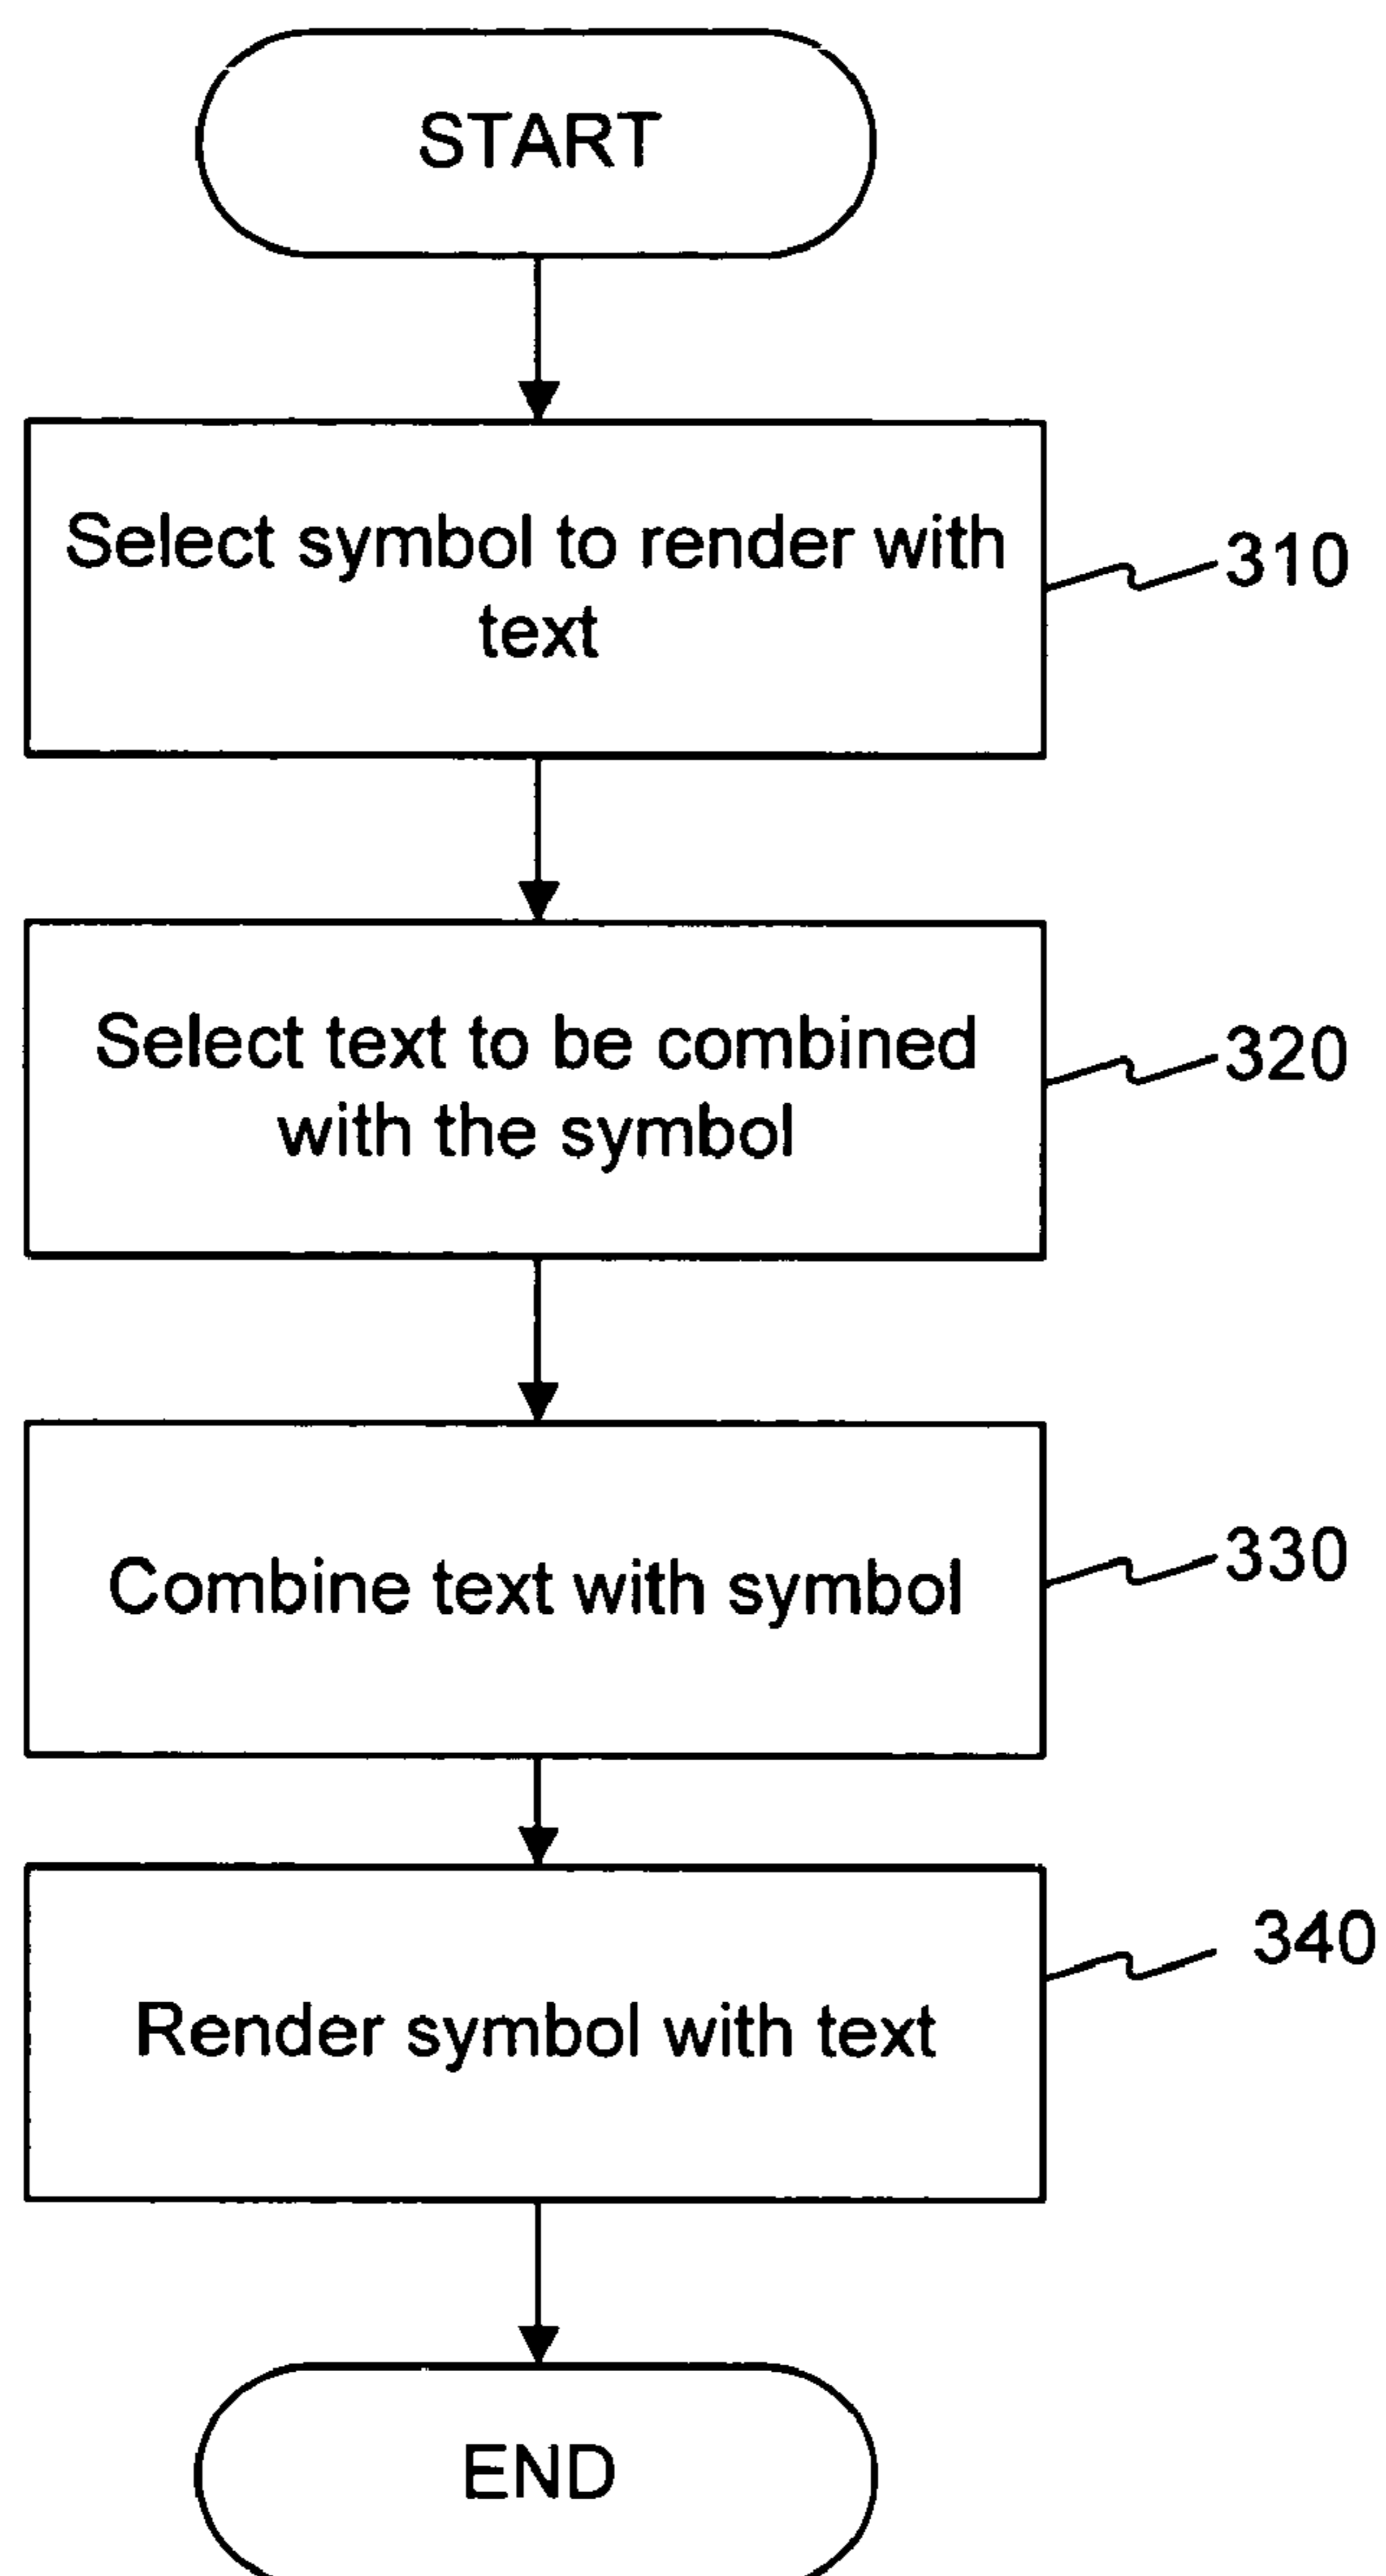 START
Select symbol to render with
text
310
Select text to be combined
with the symbol
320
Combine text with symbol
330
Render symbol with text
340
END